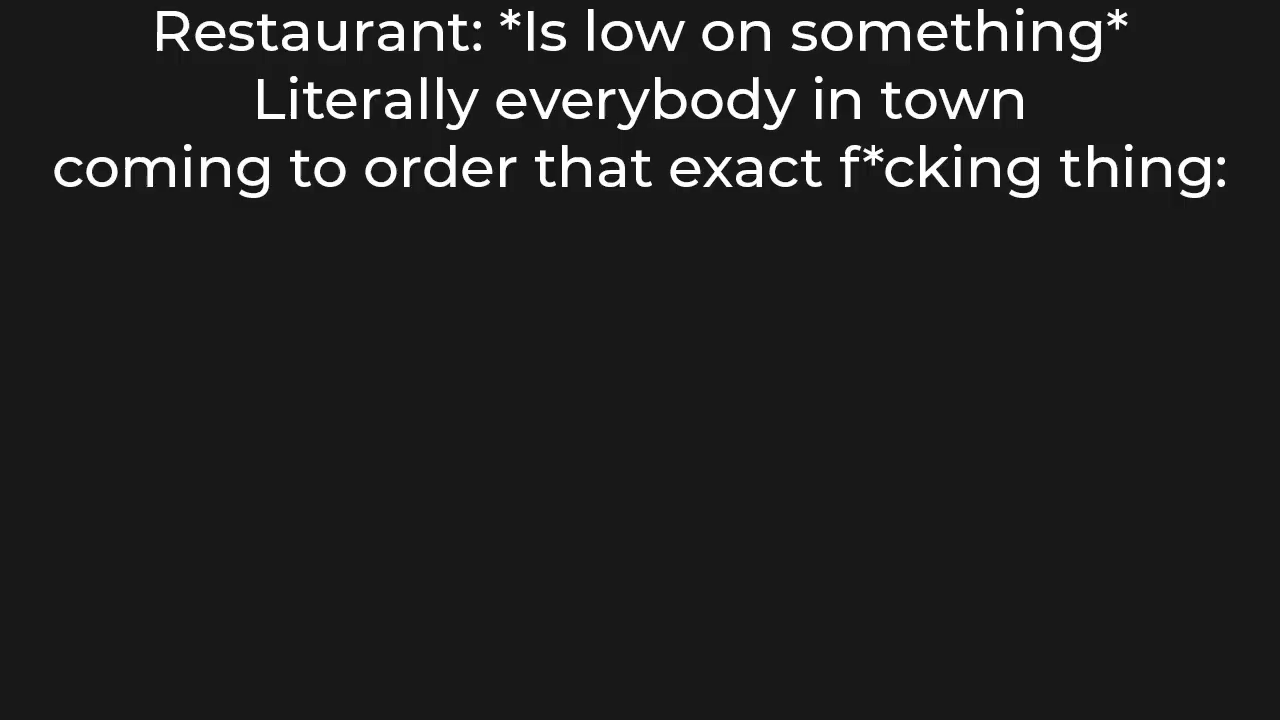 Restaurant: *Is low on something*
Literally everybody in town
coming to order that exact f*cking thing: